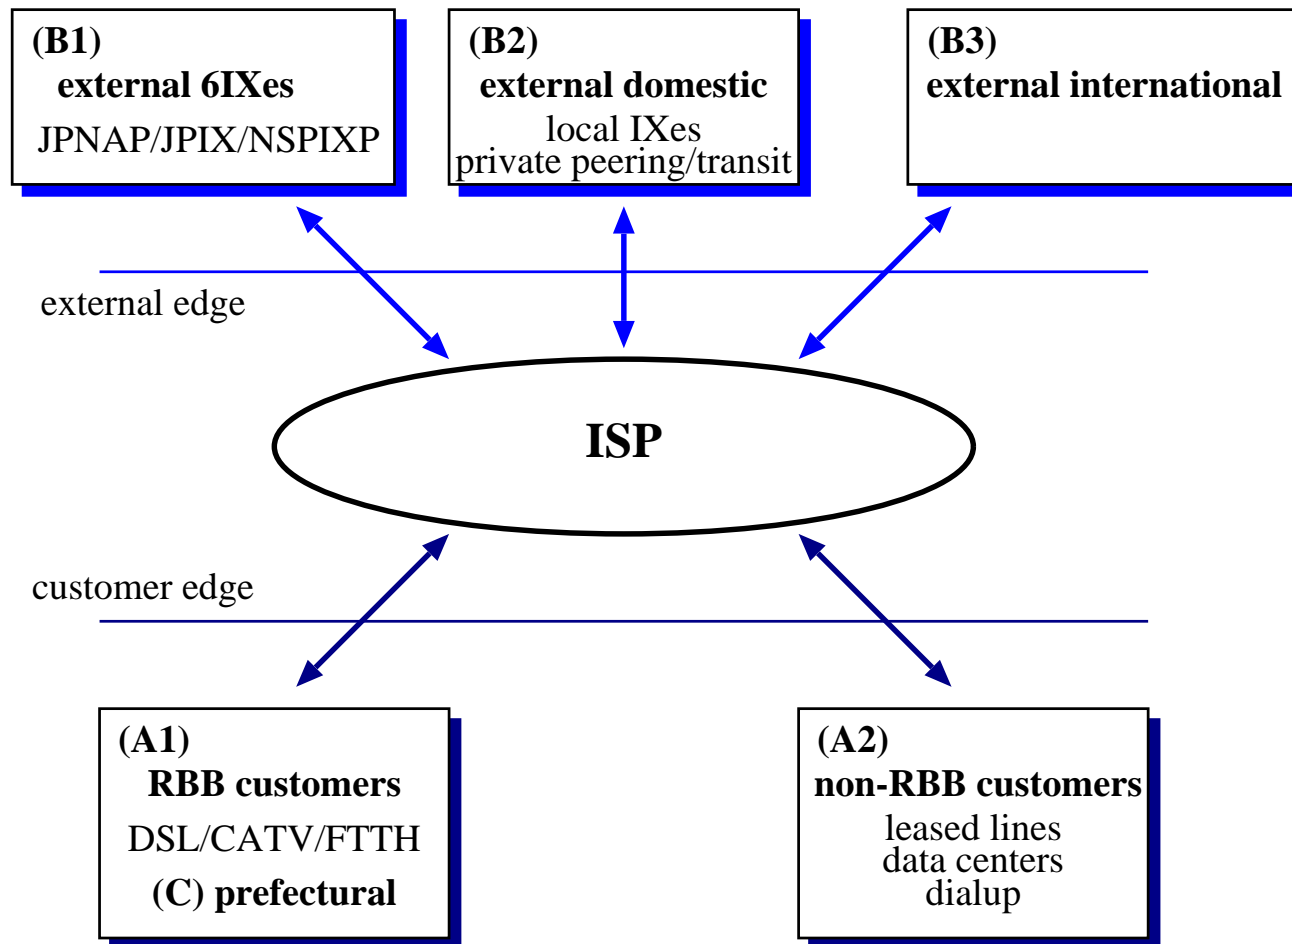 (B1)
external 6IXes
JPNAP/JPIX/NSPIXP
(B2)
external domestic
local IXes
private peering/transit
(B3)
external international
external edge
ISP
customer edge
(A1)
RBB customers
DSL/CATV/FTTH
(C) prefectural
(A2)
non-RBB customers
leased lines
data centers
dialup